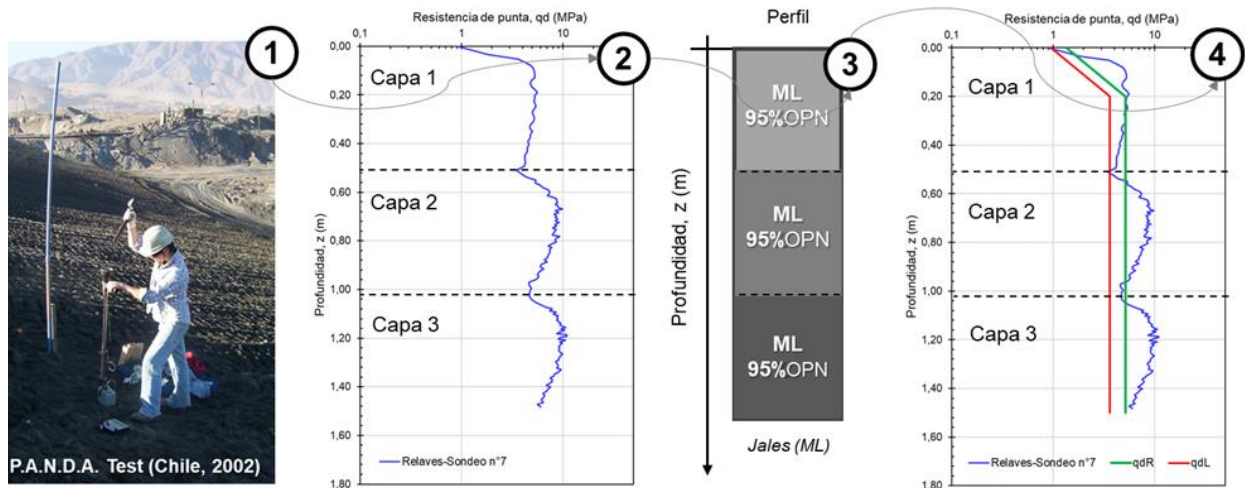 1
P.A.N.D.A. Test (Chile, 2002)
Resistencia de punta, qd (MPa)
1
10
0,00
0,20
0,40
0,60
0,80
1,00
1,20
1,40
1,60
1.80
Profundidad, z (m)
Capa 1
Capa 2
Capa 3
Relaves-Sondeo n°7
2
Perfil
3
Profundidad, z (m)
ML
95%OPN
ML
95%OPN
ML
95%OPN
Jales (ML)
Resistencia de punta, qd (MPa)
0,1
1
10
0,00
0,20
0,40
0,60
0,80
1,00
1,20
1,40
1,60
1.80
Profundidad, z (m)
Capa 1
Capa 2
Capa 3
Relaves-Sondeo n°7
qdR
qdL
4